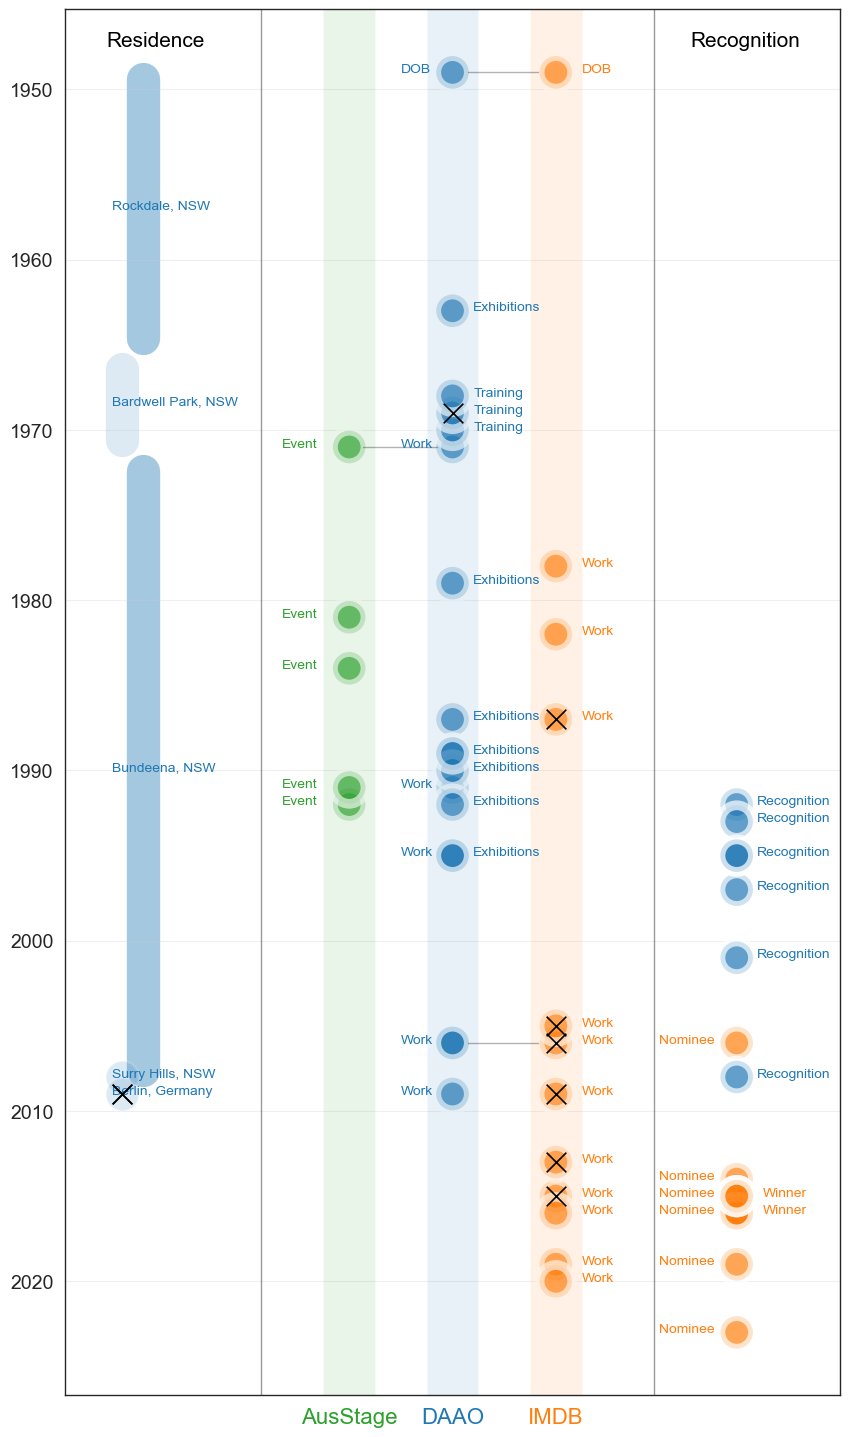 Residence
Recognition
DOB
DOB
1950
Rockdale, NSW
1960
Exhibitions
Training
Bardwell Park, NSW
Training
Training
1970
Event
Work
Work
Exhibitions
1980
Event
Work
Event
Exhibitions
Work
Exhibitions
Exhibitions
1990
Bundeena, NSW
Event
Work
Event
Exhibitions
Recognition
Recognition
Work
Exhibitions
Recognition
Recognition
2000
Recognition
Work
Work
Work
Nominee
Surry Hills, NSW
Recognition
Berlin, Germany
Work
Work
2010
Work
Nominee
Work
Nominee
Winner
Work
Nominee
Winner
Work
Nominee
2020
Work
Nominee
AusStage
DAAO
IMDB